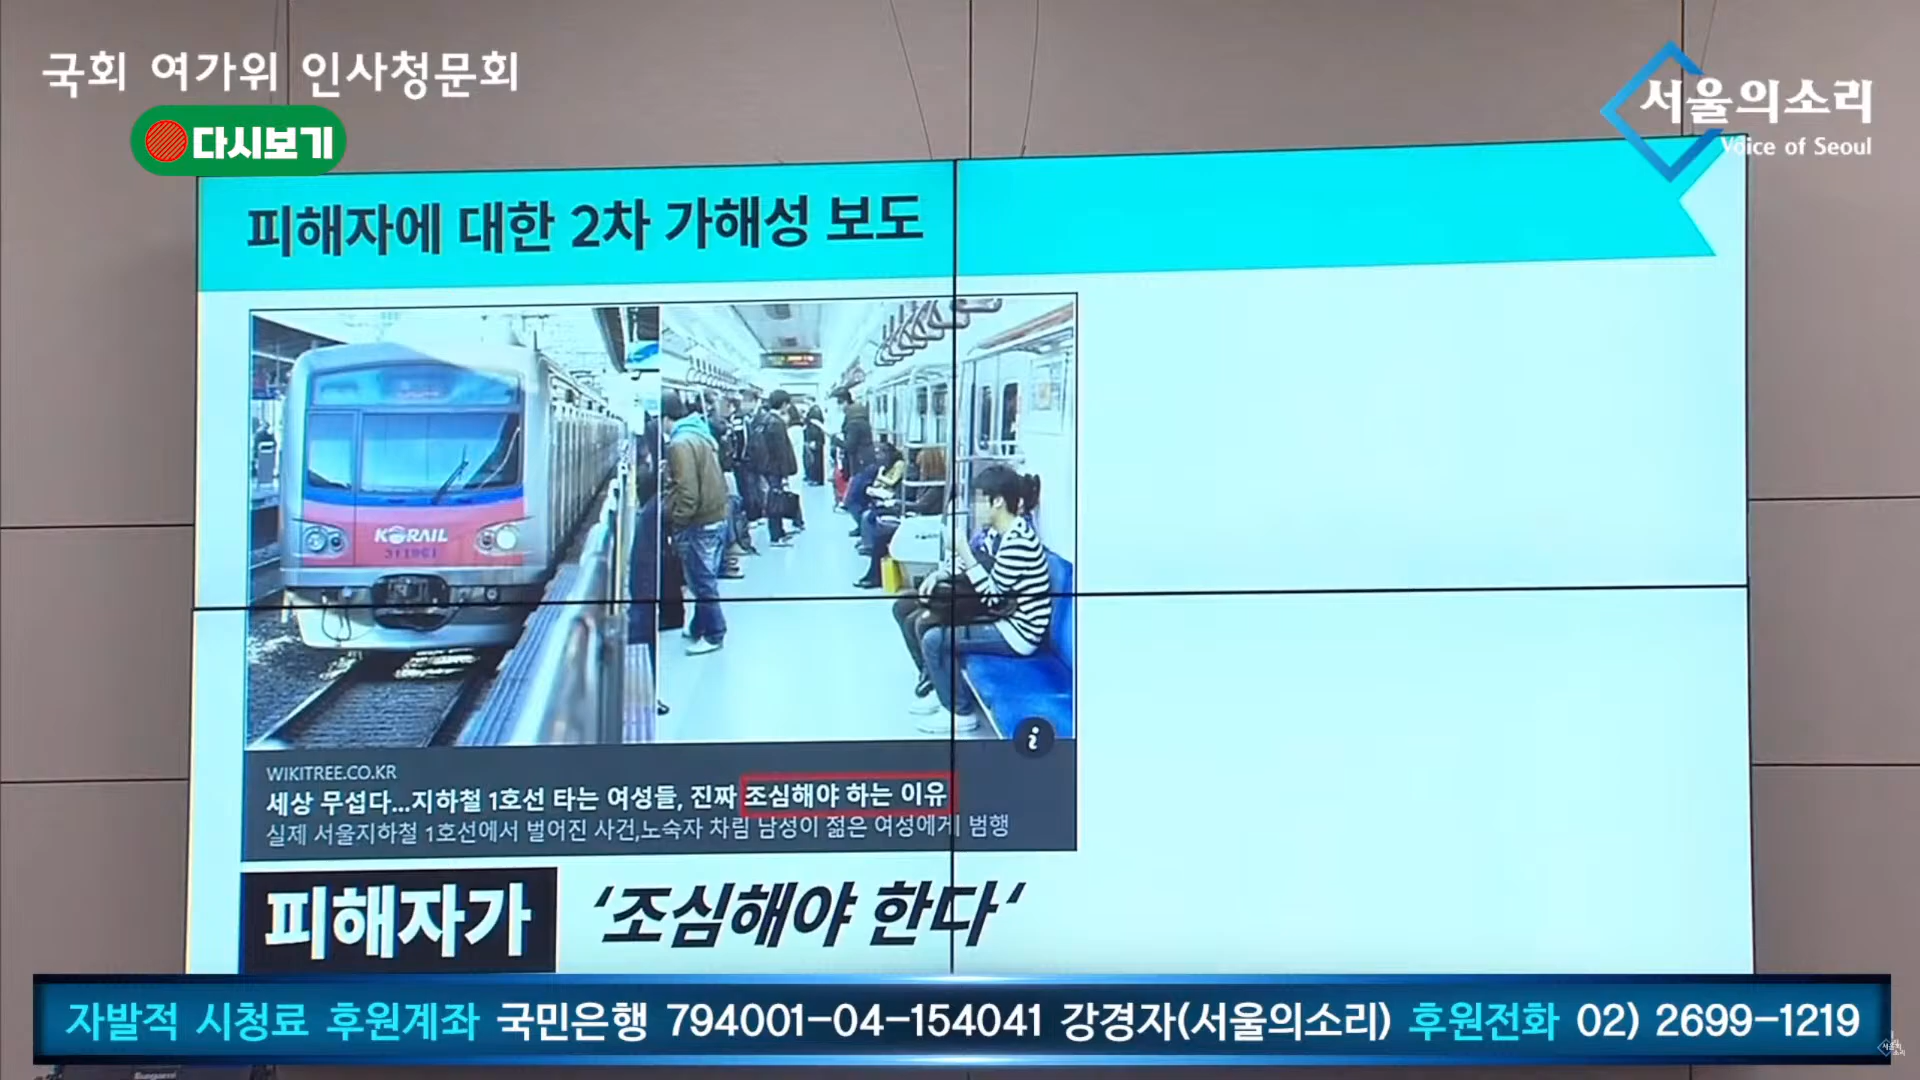 국회 여가위 인사청문회
다시보기
서울의소리
Voice of Seoul
피해자에 대한 2차 가해성 보도
KORAIL
311961
WIKITREE.CO.KR
세상 무섭다...지하철 1호선 타는 여성들, 진짜 조심해야 하는 이유
실제 서울지하철 1호선에서 벌어진 사건,노숙자 차림 남성이 젊은 여성에게 범행
피해자가 '조심해야 한다'
자발적 시청료 후원계좌 국민은행 794001-04-154041 강경자(서울의소리) 후원전화 02) 2699-1219